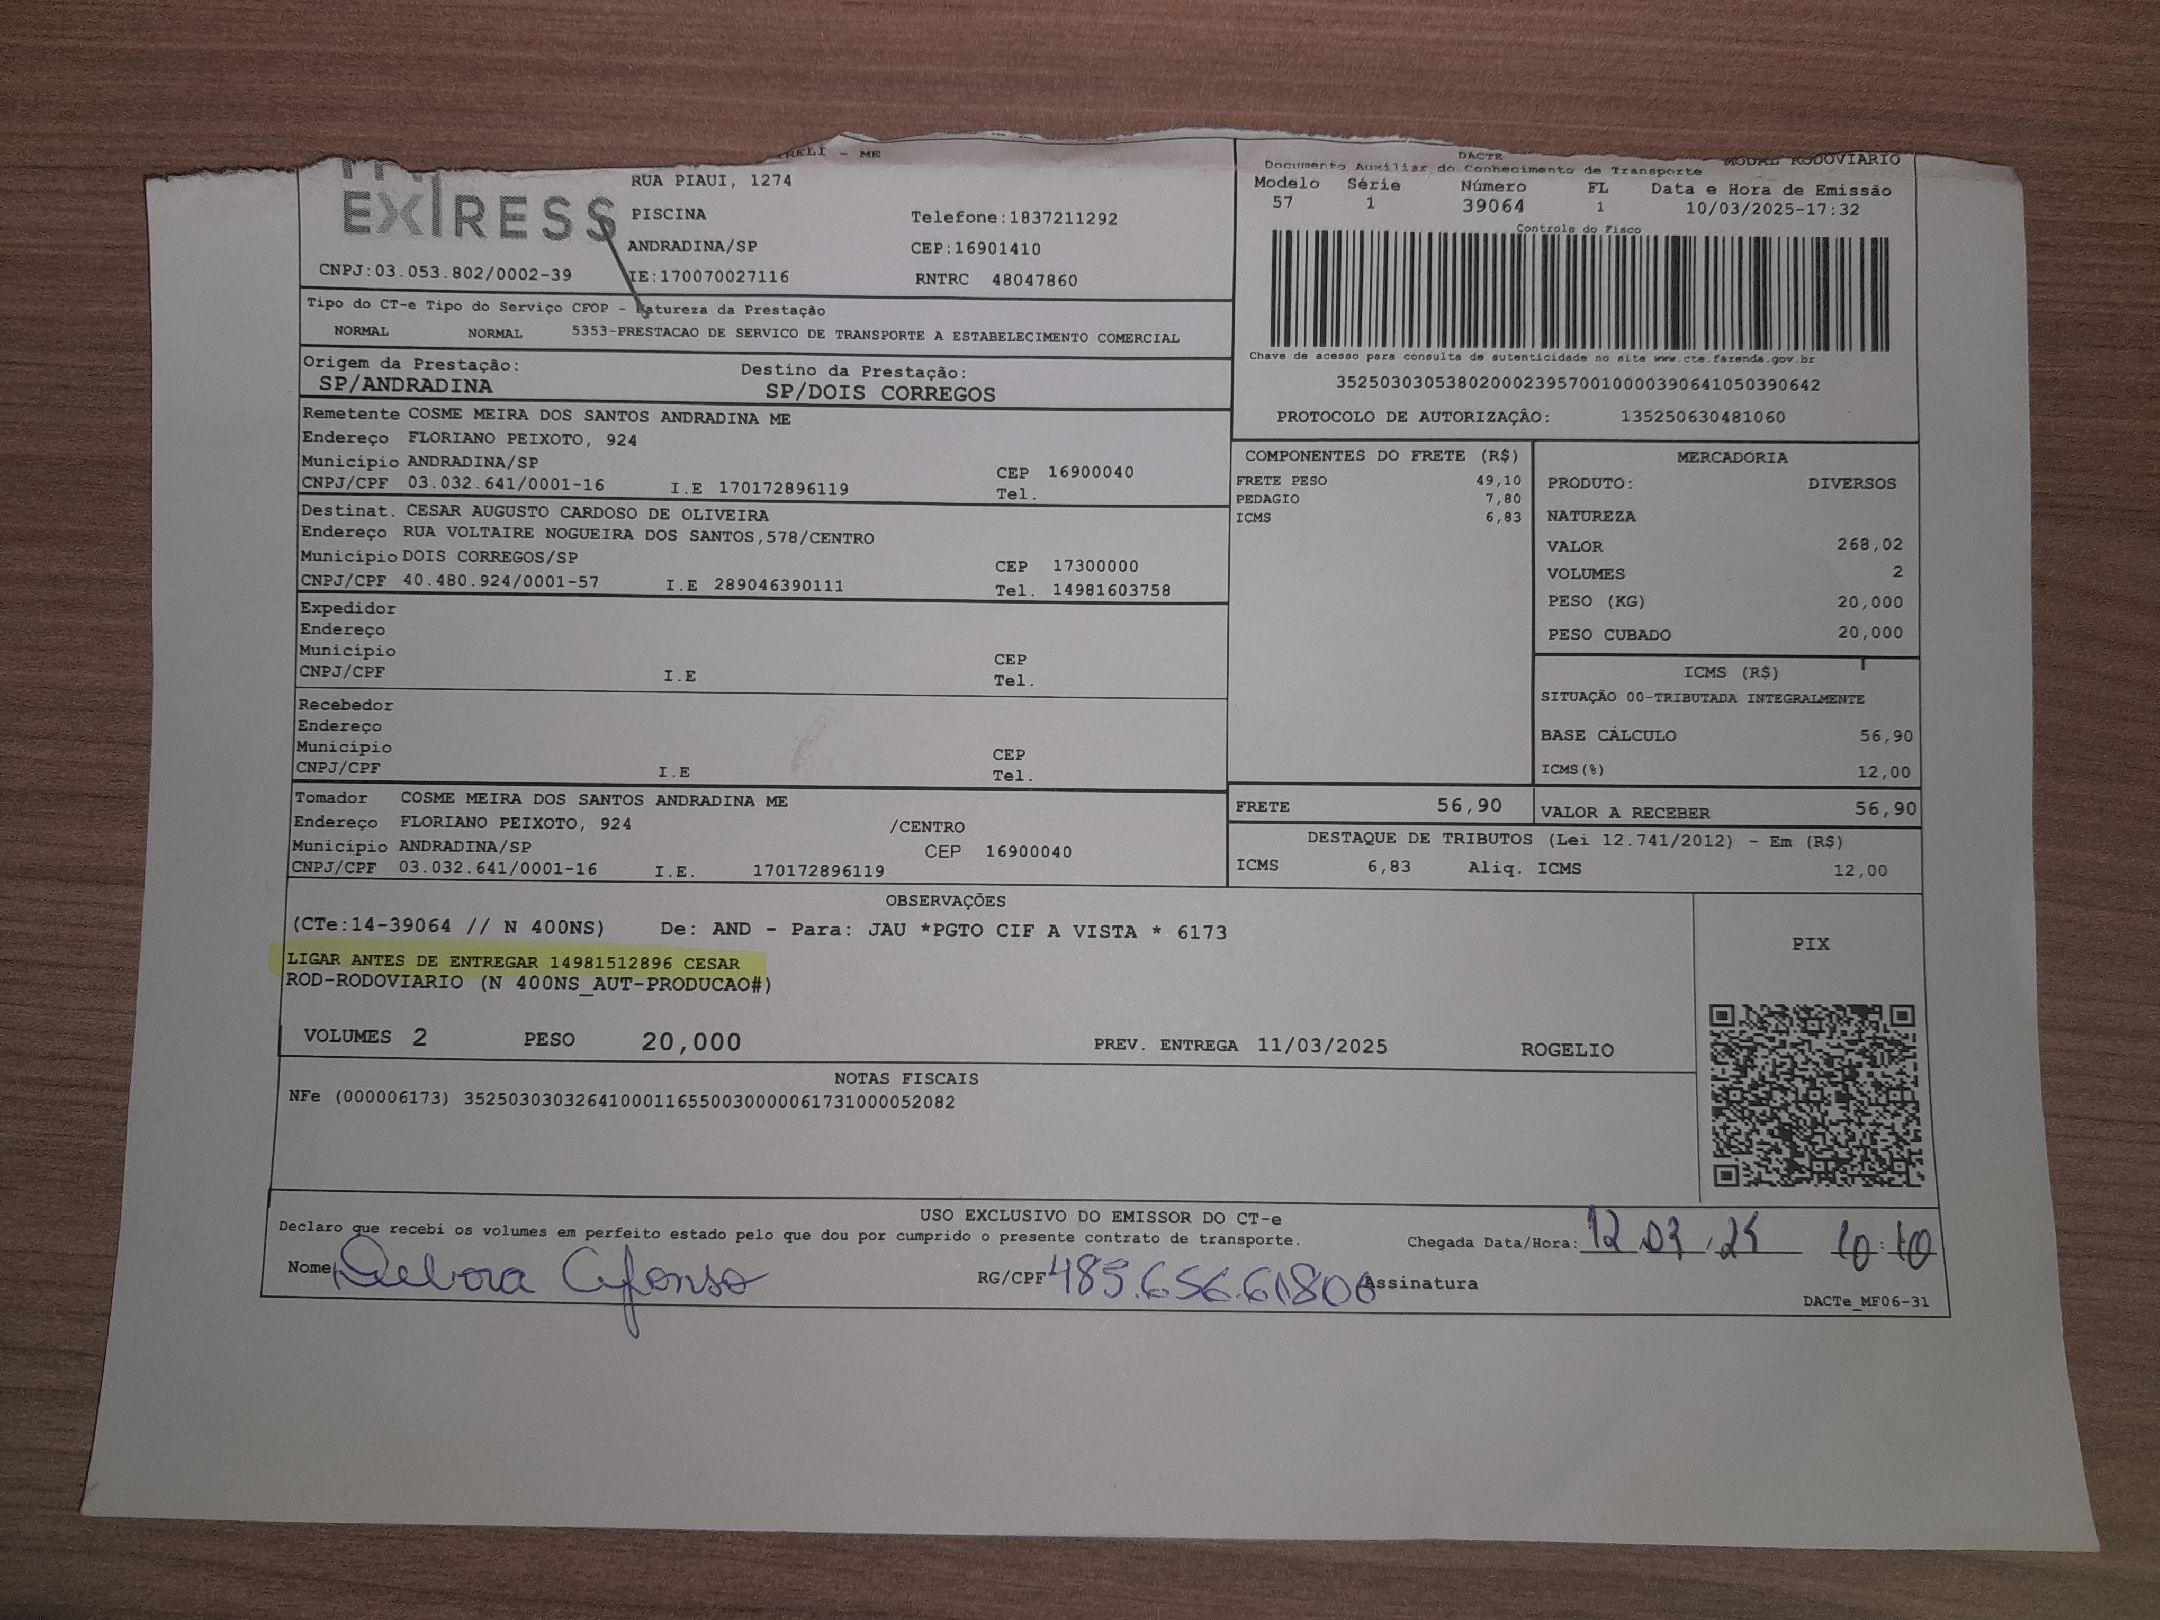 RELI - ME
EXPRESS
RUA PIAUI, 1274
PISCINA Telefone:1837211292
ANDRADINA/SP CEP:16901410
CNPJ:03.053.802/0002-39 IE:170070027116 RNTRC 48047860
DACTE MODAL RODOVIARIO
Documento Auxiliar do Conhecimento de Transporte
Modelo Série Número FL Data e Hora de Emissão
57 1 39064 1 10/03/2025-17:32
Controle do Fisco
Chave de acesso para consulta de autenticidade no site www.cte.fazenda.gov.br
35250303053802000239570010000390641050390642
PROTOCOLO DE AUTORIZAÇÂO: 135250630481060
Tipo do CT-e Tipo do Serviço CFOP - Natureza da Prestação
NORMAL NORMAL 5353-PRESTACAO DE SERVICO DE TRANSPORTE A ESTABELECIMENTO COMERCIAL
Origem da Prestação: Destino da Prestação:
SP/ANDRADINA SP/DOIS CORREGOS
Remetente COSME MEIRA DOS SANTOS ANDRADINA ME
Endereço FLORIANO PEIXOTO, 924
Município ANDRADINA/SP CEP 16900040
CNPJ/CPF 03.032.641/0001-16 I.E 170172896119 Tel.
Destinat. CESAR AUGUSTO CARDOSO DE OLIVEIRA
Endereço RUA VOLTAIRE NOGUEIRA DOS SANTOS,578/CENTRO
Município DOIS CORREGOS/SP CEP 17300000
CNPJ/CPF 40.480.924/0001-57 I.E 289046390111 Tel. 14981603758
Expedidor
Endereço
Município CEP
CNPJ/CPF I.E Tel.
Recebedor
Endereço
Município CEP
CNPJ/CPF I.E Tel.
Tomador COSME MEIRA DOS SANTOS ANDRADINA ME
Endereço FLORIANO PEIXOTO, 924 /CENTRO
Município ANDRADINA/SP CEP 16900040
CNPJ/CPF 03.032.641/0001-16 I.E. 170172896119
COMPONENTES DO FRETE (R$)
FRETE PESO 49,10
PEDAGIO 7,80
ICMS 6,83
MERCADORIA
PRODUTO: DIVERSOS
NATUREZA
VALOR 268,02
VOLUMES 2
PESO (KG) 20,000
PESO CUBADO 20,000
ICMS (R$)
SITUAÇÃO 00-TRIBUTADA INTEGRALMENTE
BASE CÁLCULO 56,90
ICMS(%) 12,00
FRETE 56,90 VALOR A RECEBER 56,90
DESTAQUE DE TRIBUTOS (Lei 12.741/2012) - Em (R$)
ICMS 6,83 Aliq. ICMS 12,00
OBSERVAÇÕES
(CTe:14-39064 // N 400NS) De: AND - Para: JAU *PGTO CIF A VISTA * 6173
LIGAR ANTES DE ENTREGAR 14981512896 CESAR
ROD-RODOVIARIO (N 400NS_AUT-PRODUCAO#)
PIX
VOLUMES 2 PESO 20,000 PREV. ENTREGA 11/03/2025 ROGELIO
NOTAS FISCAIS
NFe (000006173) 35250303032641000116550030000061731000052082
USO EXCLUSIVO DO EMISSOR DO CT-e
Declaro que recebi os volumes em perfeito estado pelo que dou por cumprido o presente contrato de transporte.
Chegada Data/Hora: 12 03 25 10:10
Nome Debora Afonso RG/CPF 485.656.618 06 Assinatura
DACTe_MF06-31